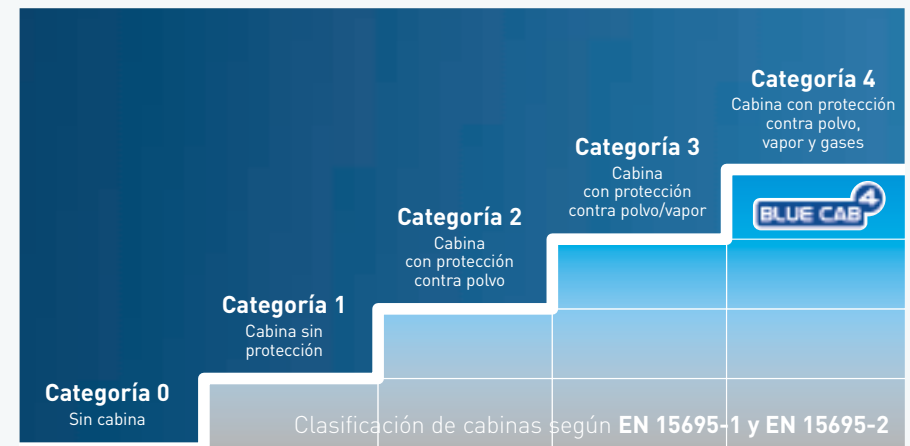 Categoría 4
Cabina con protección
contra polvo,
vapor y gases
Categoría 3
Cabina
con protección
contra polvo/vapor
BLUE CAB 4
Categoría 2
Cabina
con protección
contra polvo
Categoría 1
Cabina sin
protección
Categoría 0
Sin cabina
Clasificación de cabinas según EN 15695-1 y EN 15695-2